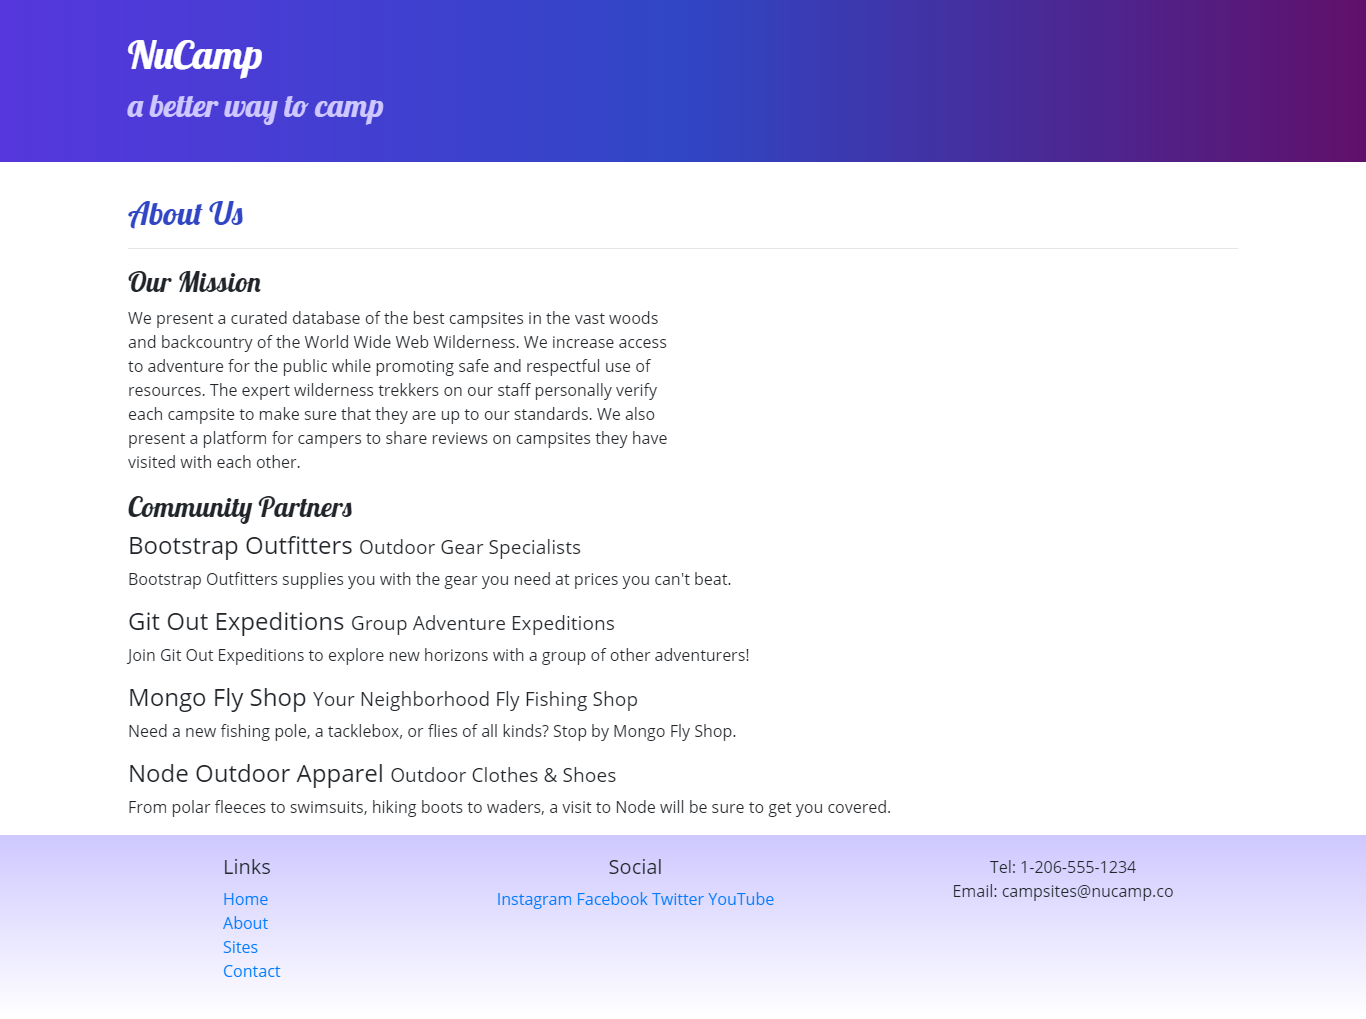 NuCamp
a better way to camp
About Us
Our Mission
We present a curated database of the best campsites in the vast woods
and backcountry of the World Wide Web Wilderness. We increase access
to adventure for the public while promoting safe and respectful use of
resources. The expert wilderness trekkers on our staff personally verify
each campsite to make sure that they are up to our standards. We also
present a platform for campers to share reviews on campsites they have
visited with each other.
Community Partners
Bootstrap Outfitters Outdoor Gear Specialists
Bootstrap Outfitters supplies you with the gear you need at prices you can't beat.
Git Out Expeditions Group Adventure Expeditions
Join Git Out Expeditions to explore new horizons with a group of other adventurers!
Mongo Fly Shop Your Neighborhood Fly Fishing Shop
Need a new fishing pole, a tacklebox, or flies of all kinds? Stop by Mongo Fly Shop.
Node Outdoor Apparel Outdoor Clothes & Shoes
From polar fleeces to swimsuits, hiking boots to waders, a visit to Node will be sure to get you covered.
Links
Home
About
Sites
Contact
Social
Instagram Facebook Twitter YouTube
Tel: 1-206-555-1234
Email: campsites@nucamp.co